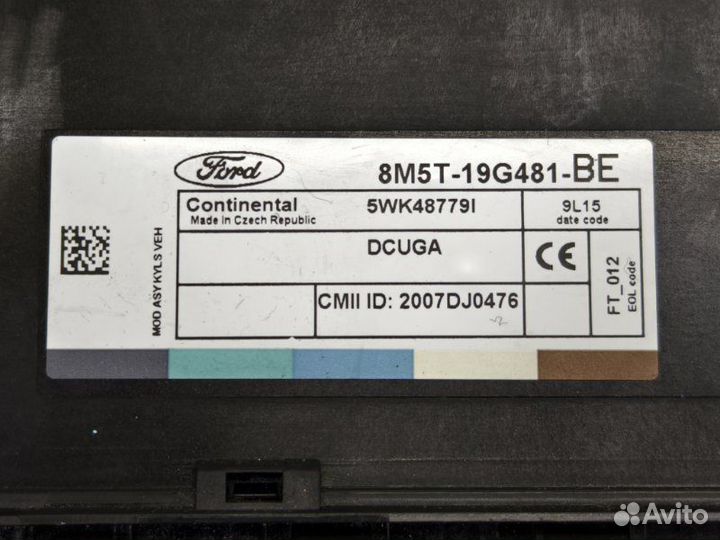 Ford
8M5T-19G481-BE
Continental
Made in Czech Republic
5WK48779I
9L15
date code
DCUGA
CMII ID: 2007DJ0476
MOD ASY KYLS VEH
FT_012
EOL code
Avito